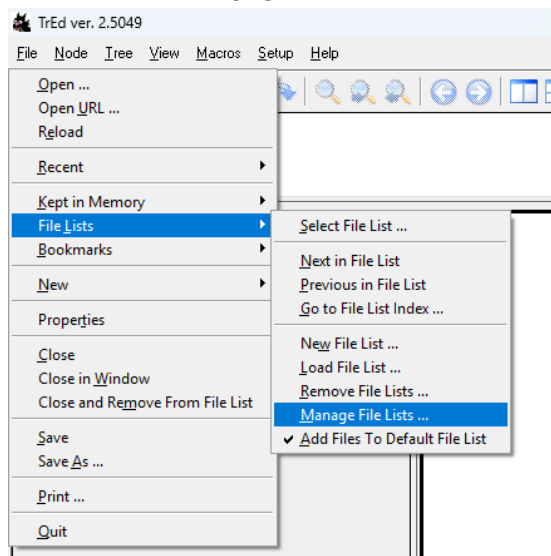 TrEd ver. 2.5049
File Node Tree View Macros Setup Help
Open ...
Open URL ...
Reload
Recent
Kept in Memory
File Lists
Bookmarks
New
Properties
Close
Close in Window
Close and Remove From File List
Save
Save As ...
Print ...
Quit
Select File List ...
Next in File List
Previous in File List
Go to File List Index ...
New File List ...
Load File List ...
Remove File Lists ...
Manage File Lists ...
Add Files To Default File List